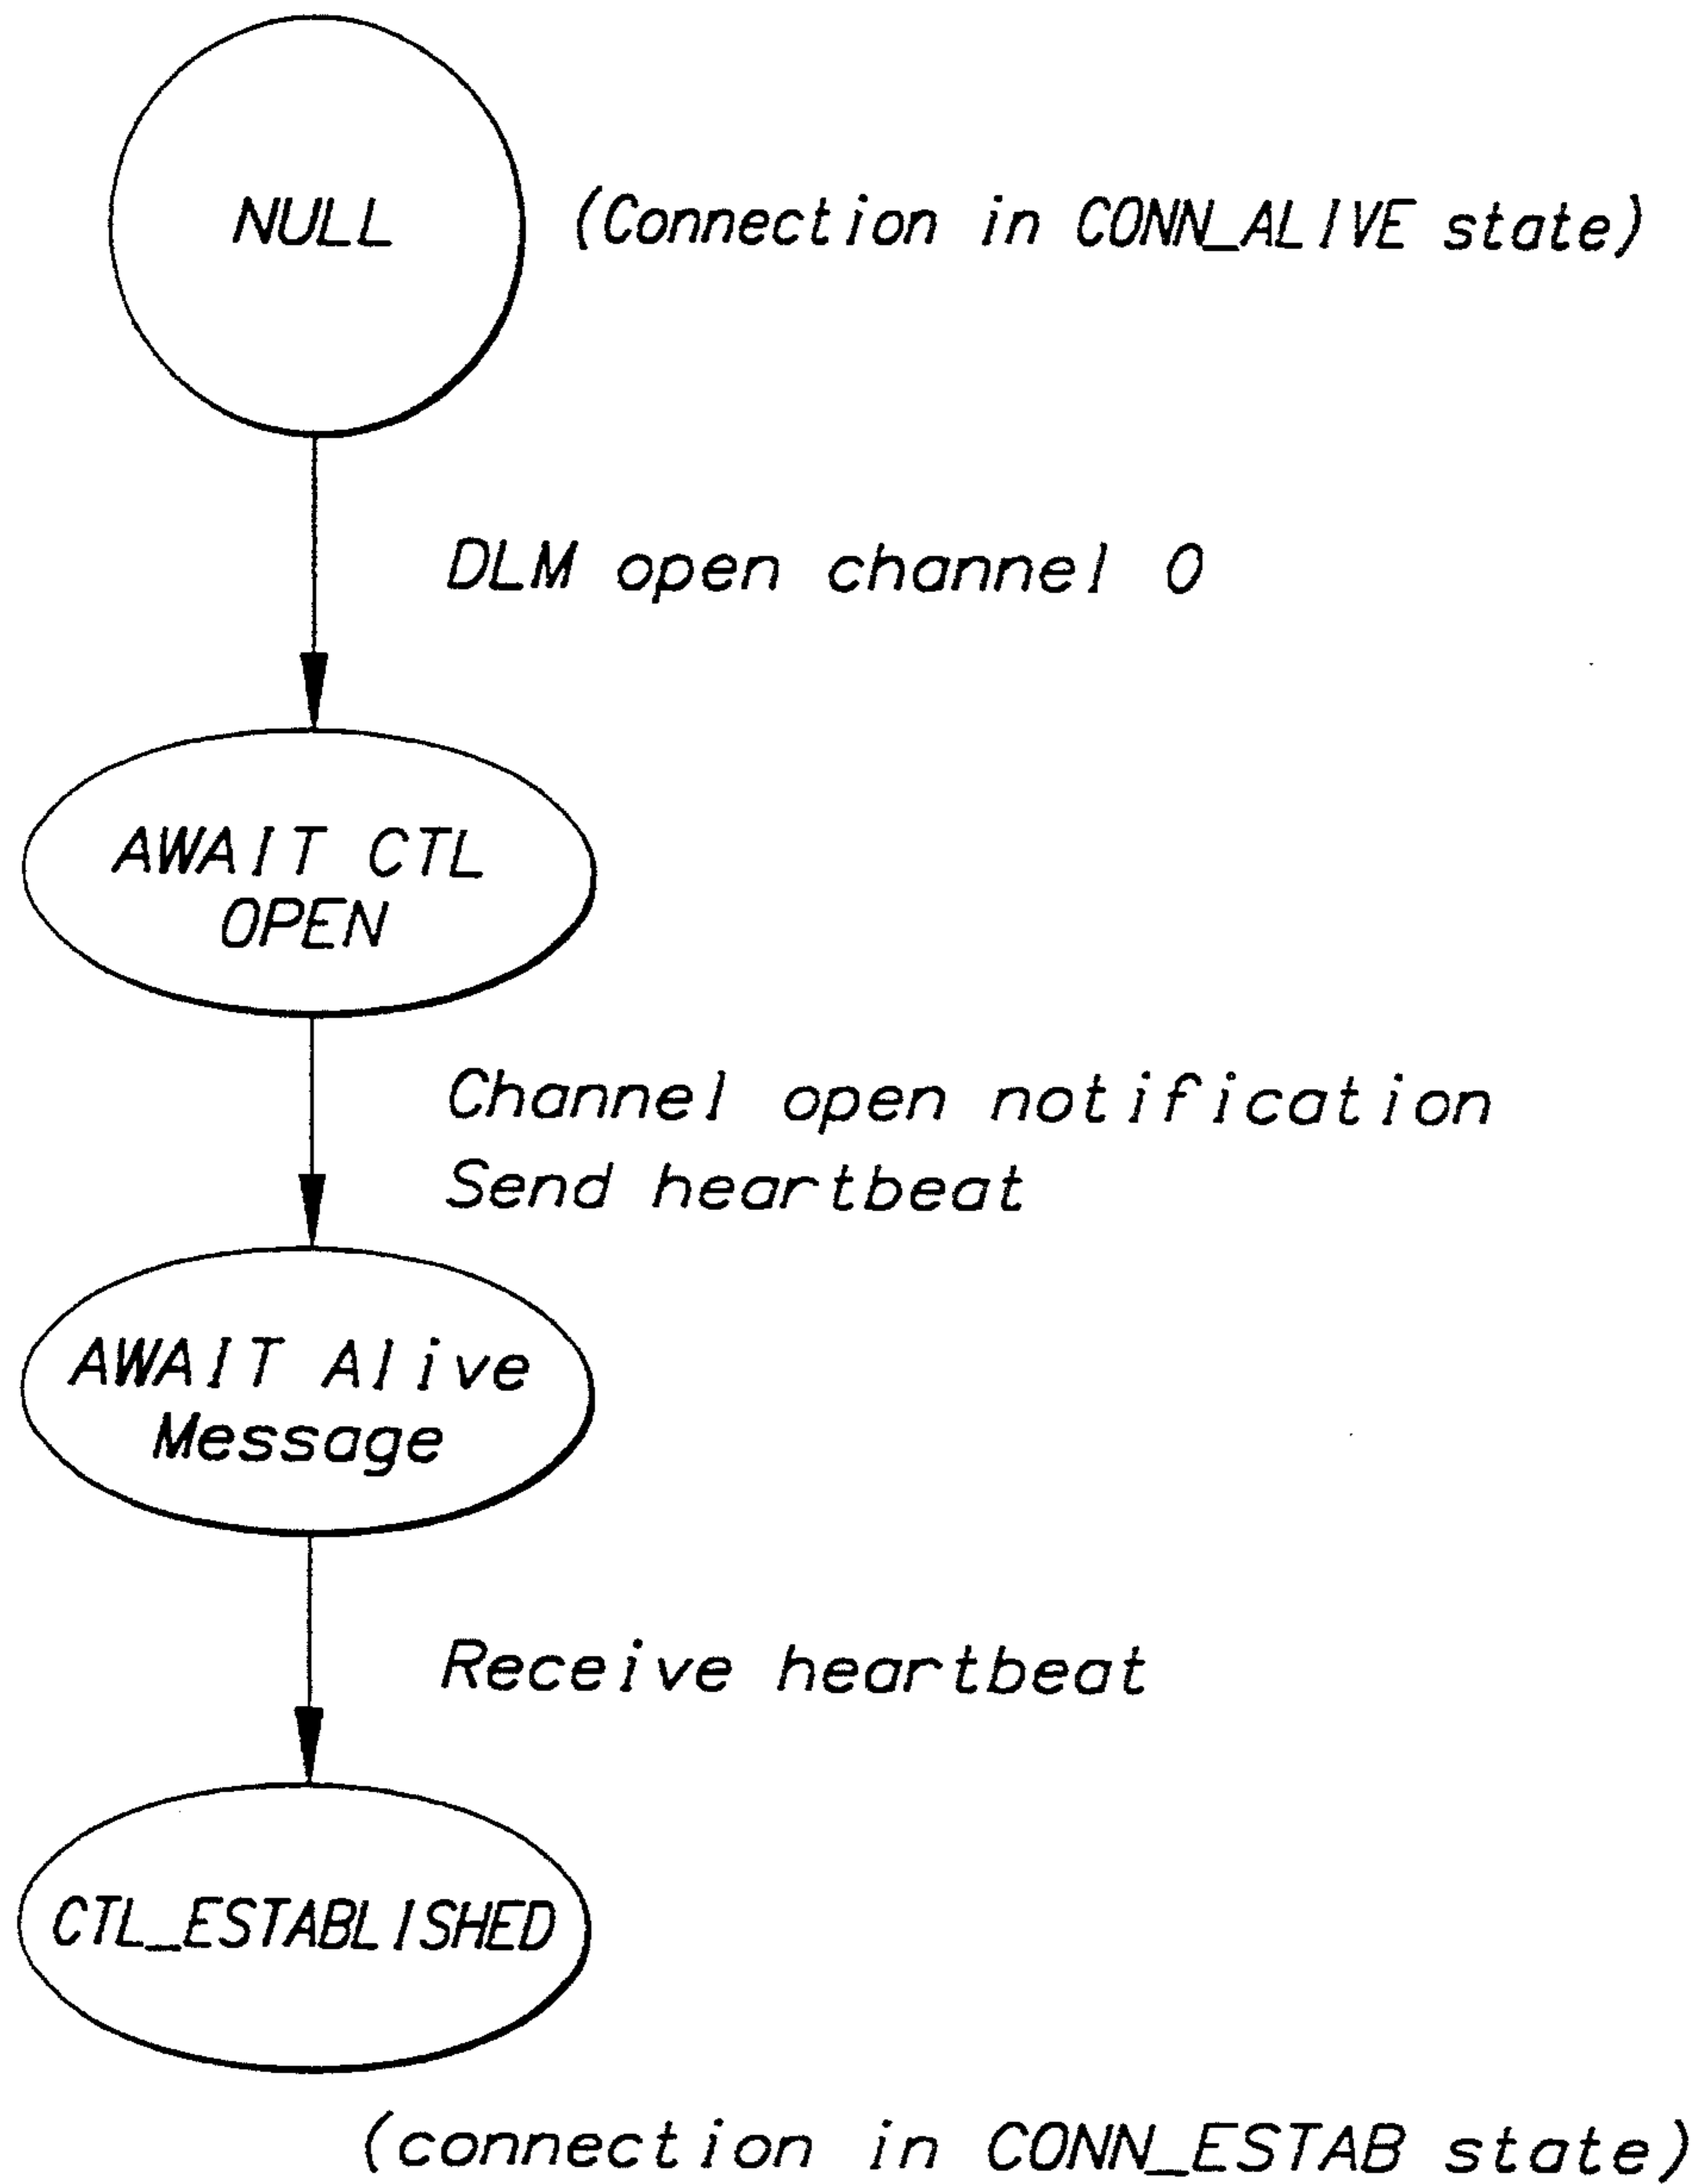 NULL (Connection in CONN_ALIVE state)
DLM open channel 0
AWAIT CTL
OPEN
Channel open notification
Send heartbeat
AWAIT Alive
Message
Receive heartbeat
CTL_ESTABLISHED
(connection in CONN_ESTAB state)